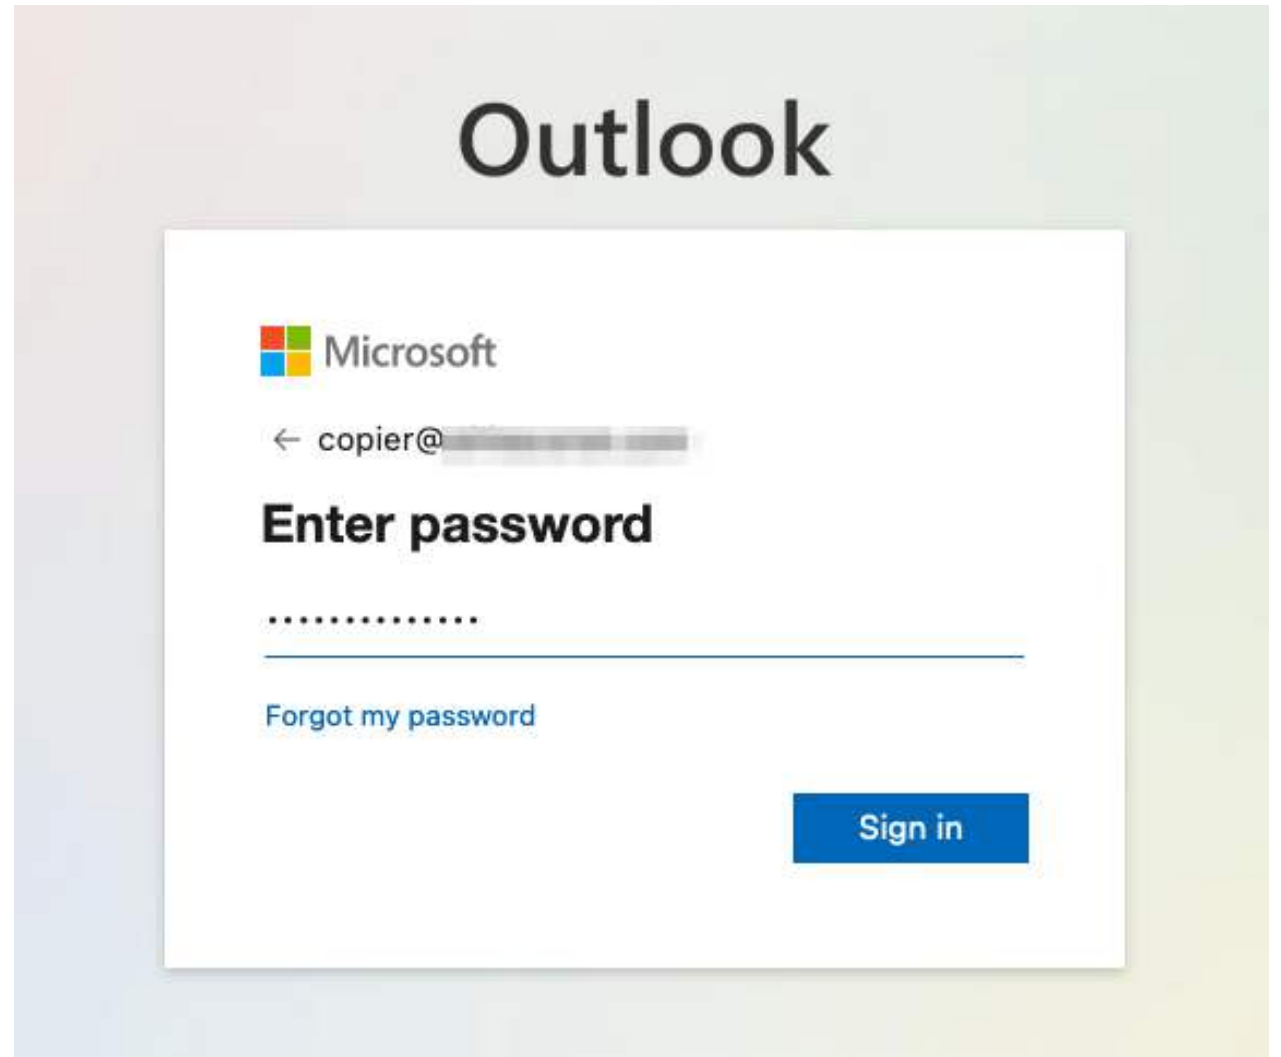 Outlook
Microsoft
← copier@
Enter password
••••••••••••••
Forgot my password
Sign in